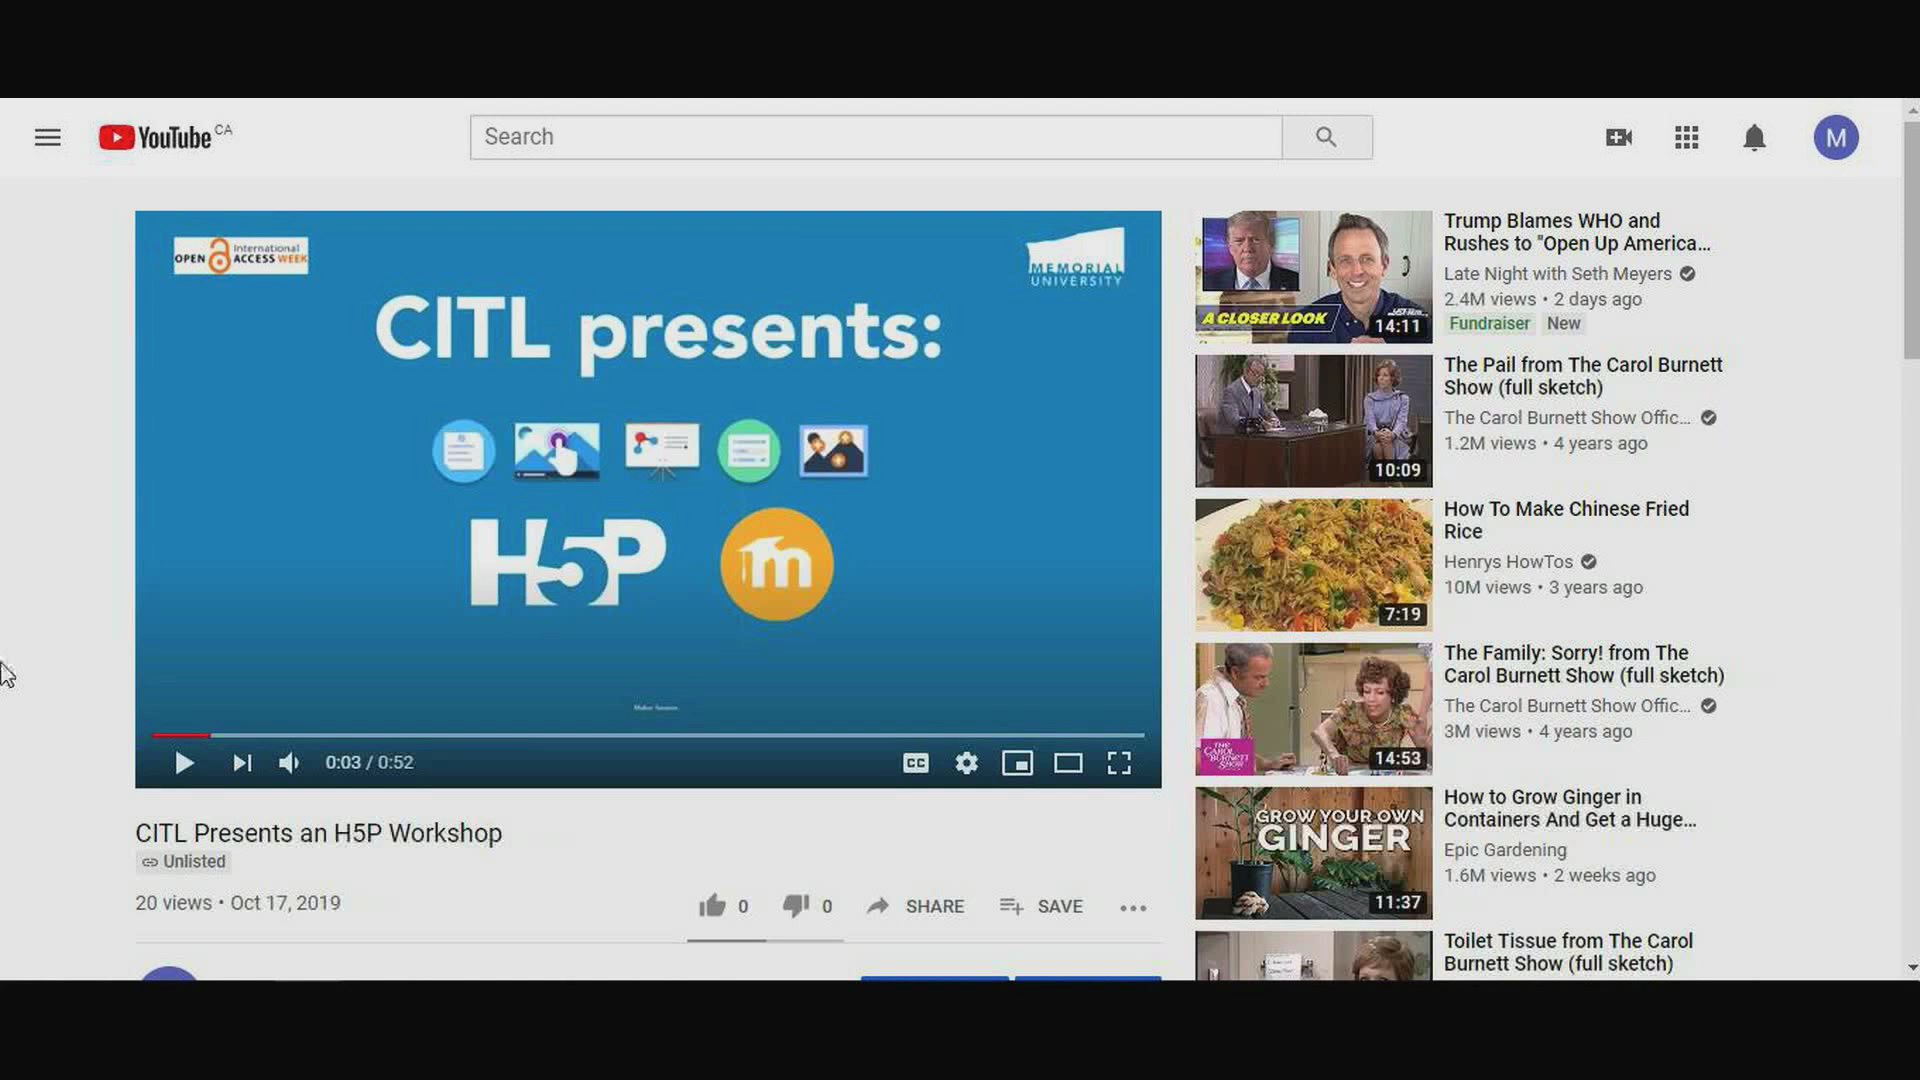 YouTube CA
Search
M
OPEN International
ACCESS WEEK
MEMORIAL
UNIVERSITY
CITL presents:
H5P m
0:03 / 0:52
CC
CITL Presents an H5P Workshop
Unlisted
20 views • Oct 17, 2019
0 0 SHARE SAVE
A CLOSER LOOK
14:11
Trump Blames WHO and
Rushes to "Open Up America...
Late Night with Seth Meyers
2.4M views • 2 days ago
Fundraiser New
10:09
The Pail from The Carol Burnett
Show (full sketch)
The Carol Burnett Show Offic...
1.2M views • 4 years ago
7:19
How To Make Chinese Fried
Rice
Henrys HowTos
10M views • 3 years ago
THE
CAROL
BURNETT
SHOW
14:53
The Family: Sorry! from The
Carol Burnett Show (full sketch)
The Carol Burnett Show Offic...
3M views • 4 years ago
GROW YOUR OWN
GINGER
11:37
How to Grow Ginger in
Containers And Get a Huge...
Epic Gardening
1.6M views • 2 weeks ago
Toilet Tissue from The Carol
Burnett Show (full sketch)